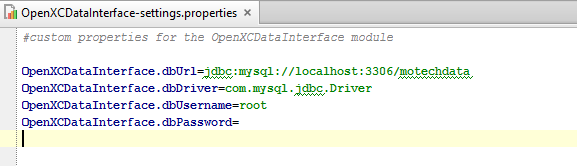 OpenXCDataInterface-settings.properties
#custom properties for the OpenXCDataInterface module
OpenXCDataInterface.dbUrl=jdbc:mysql://localhost:3306/motechdata
OpenXCDataInterface.dbDriver=com.mysql.jdbc.Driver
OpenXCDataInterface.dbUsername=root
OpenXCDataInterface.dbPassword=